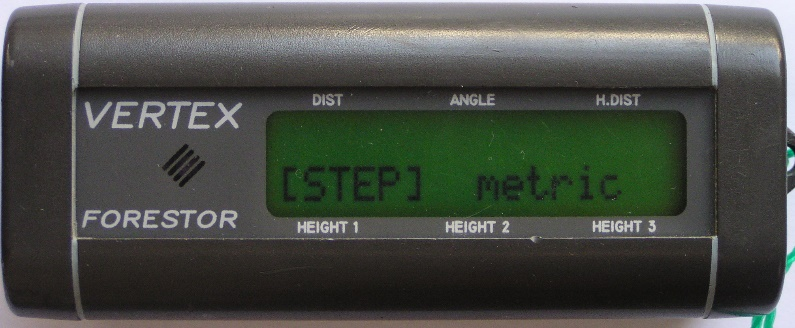 DIST ANGLE H.DIST
VERTEX
[STEP] metric
FORESTOR
HEIGHT 1 HEIGHT 2 HEIGHT 3